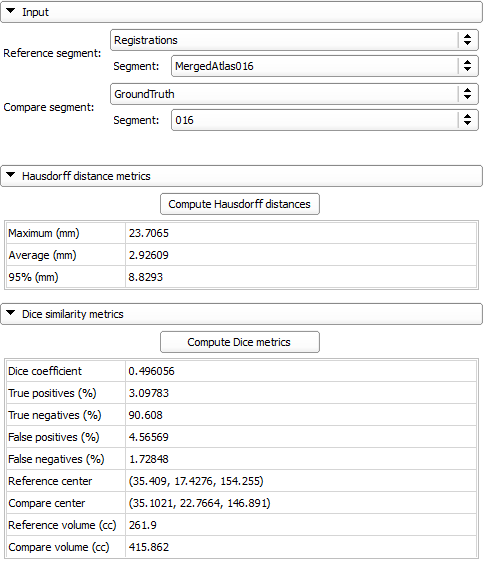 Input
Reference segment:
Registrations
Segment: MergedAtlas016
Compare segment:
GroundTruth
Segment: 016
Hausdorff distance metrics
Compute Hausdorff distances
Maximum (mm) 23.7065
Average (mm) 2.92609
95% (mm) 8.8293
Dice similarity metrics
Compute Dice metrics
Dice coefficient 0.496056
True positives (%) 3.09783
True negatives (%) 90.608
False positives (%) 4.56569
False negatives (%) 1.72848
Reference center (35.409, 17.4276, 154.255)
Compare center (35.1021, 22.7664, 146.891)
Reference volume (cc) 261.9
Compare volume (cc) 415.862